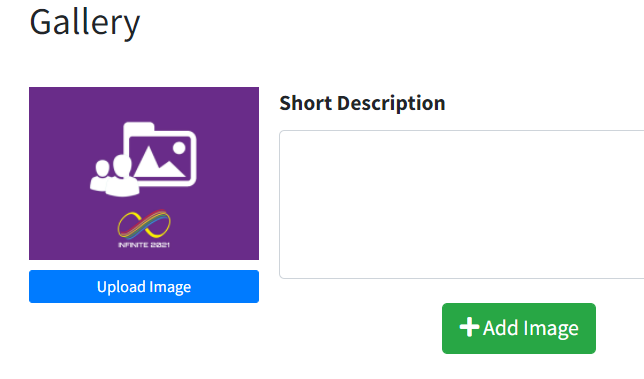 Gallery
Short Description
INFINITE 2021
Upload Image
Add Image